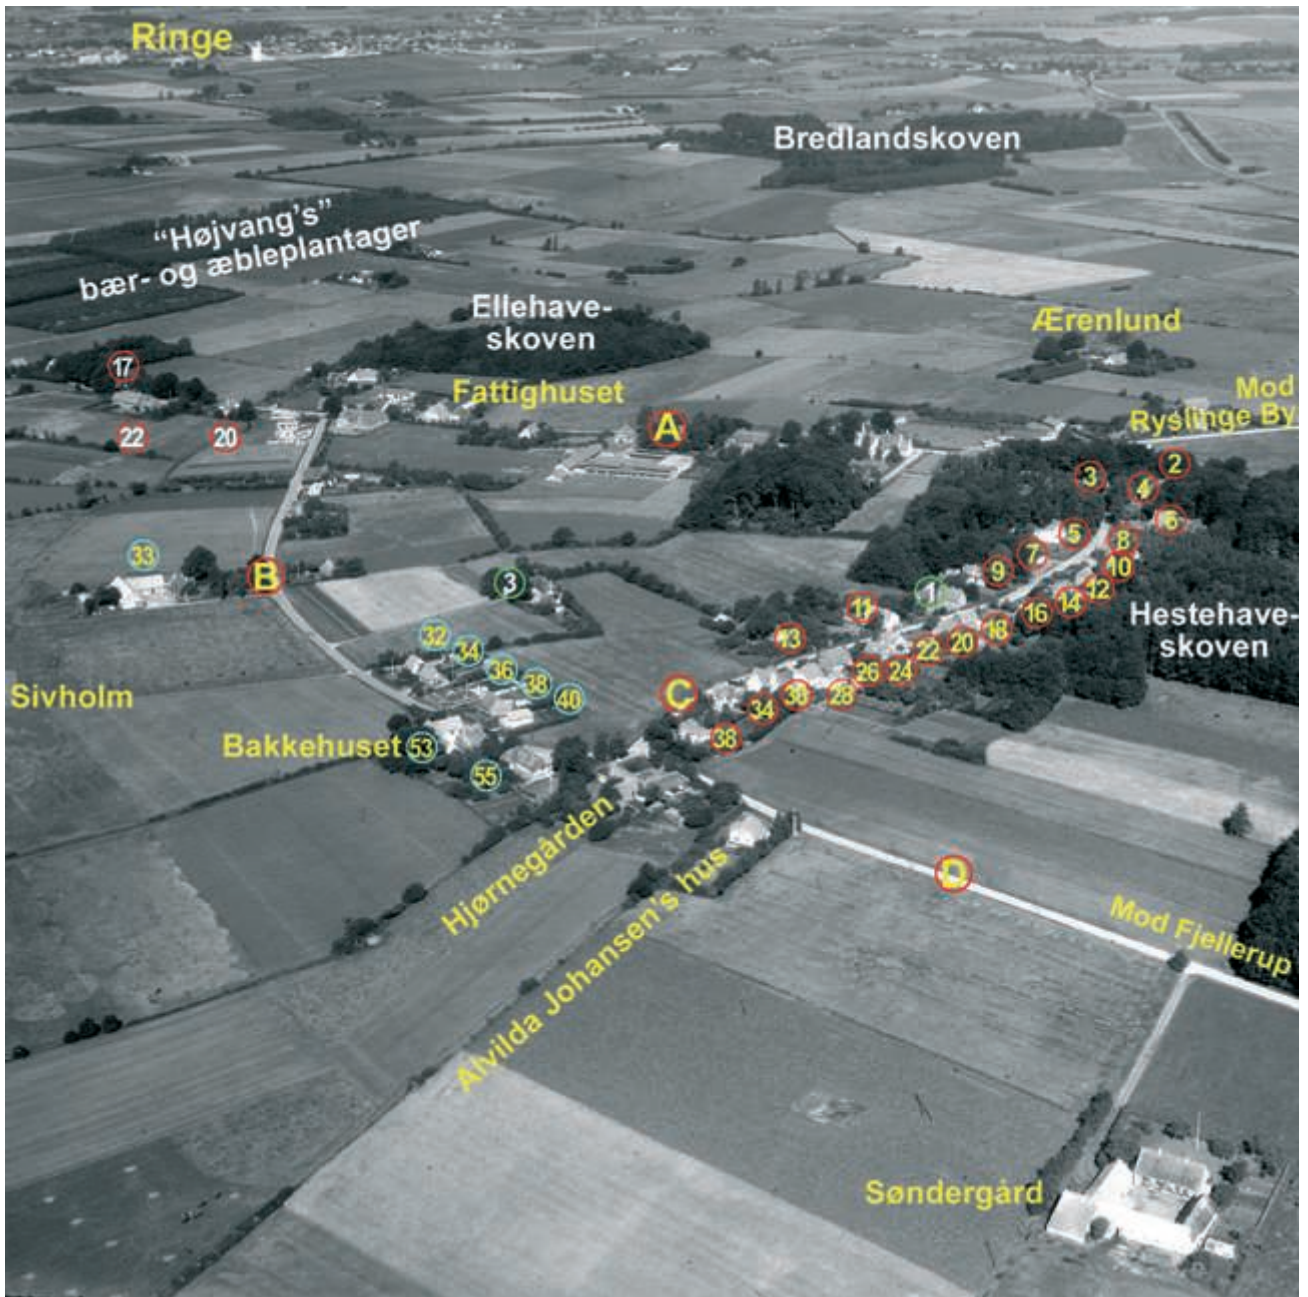 Ringe
Bredlandskoven
"Højvang's"
bær- og æbleplantager
Ellehave-
skoven
Ærenlund
Fattighuset
Mod
Ryslinge By
17
22
20
A
2
3
4
6
5
8
7
10
9
12
33
B
3
1
14
11
16
Hestehave-
skoven
13
18
20
22
32
34
36
38
40
26
24
Sivholm
C
30
28
34
38
Bakkehuset
53
55
Hjørnegården
Alvilda Johansen's hus
D
Mod Fjellerup
Søndergård